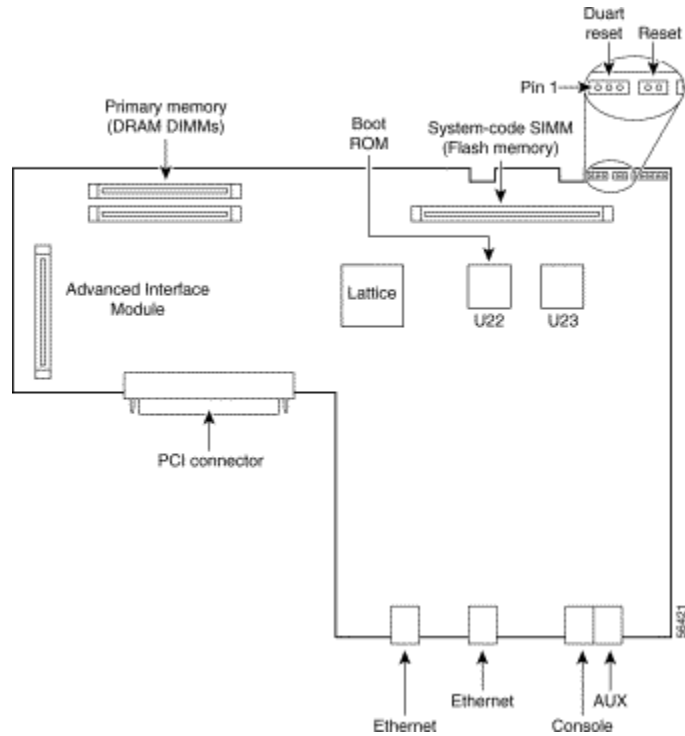 Duart
reset
Reset
Pin 1
Primary memory
(DRAM DIMMs)
Boot
ROM
System-code SIMM
(Flash memory)
Advanced Interface
Module
Lattice
U22
U23
PCI connector
56421
Ethernet
Ethernet
Console
AUX